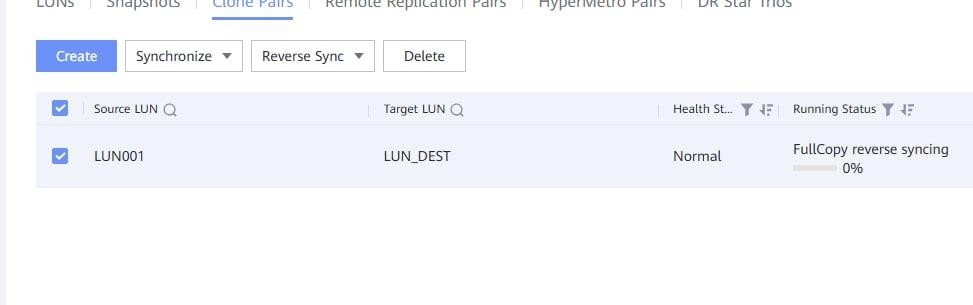 LUNs Snapshots Clone Pairs Remote Replication Pairs HyperMetro Pairs DR Star Trios
Create Synchronize Reverse Sync Delete
Source LUN Target LUN Health St... Running Status
LUN001 LUN_DEST Normal FullCopy reverse syncing
0%